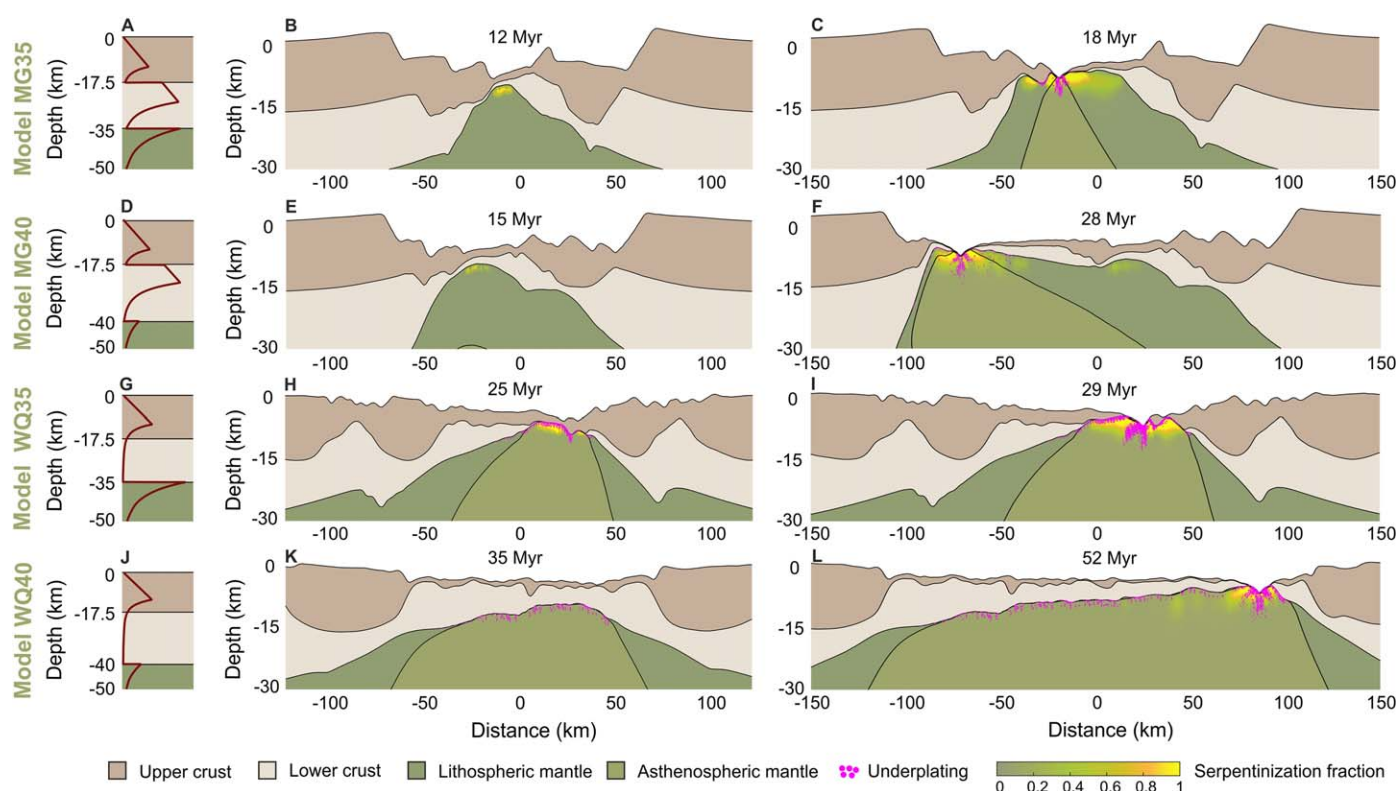 A
B
12 Myr
C
18 Myr
Model MG35
Depth (km)
0
-17.5
-35
-50
Depth (km)
0
-15
-30
-100 -50 0 50 100
0
-15
-30
-150 -100 -50 0 50 100 150
D
E
15 Myr
F
28 Myr
Model MG40
Depth (km)
0
-17.5
-40
-50
Depth (km)
0
-15
-30
-100 -50 0 50 100
0
-15
-30
-150 -100 -50 0 50 100 150
G
H
25 Myr
I
29 Myr
Model WQ35
Depth (km)
0
-17.5
-35
-50
Depth (km)
0
-15
-30
-100 -50 0 50 100
0
-15
-30
-150 -100 -50 0 50 100 150
J
K
35 Myr
L
52 Myr
Model WQ40
Depth (km)
0
-17.5
-40
-50
Depth (km)
0
-15
-30
-100 -50 0 50 100
0
-15
-30
-150 -100 -50 0 50 100 150
Distance (km)
Distance (km)
Upper crust Lower crust Lithospheric mantle Asthenospheric mantle Underplating Serpentinization fraction
0 0.2 0.4 0.6 0.8 1